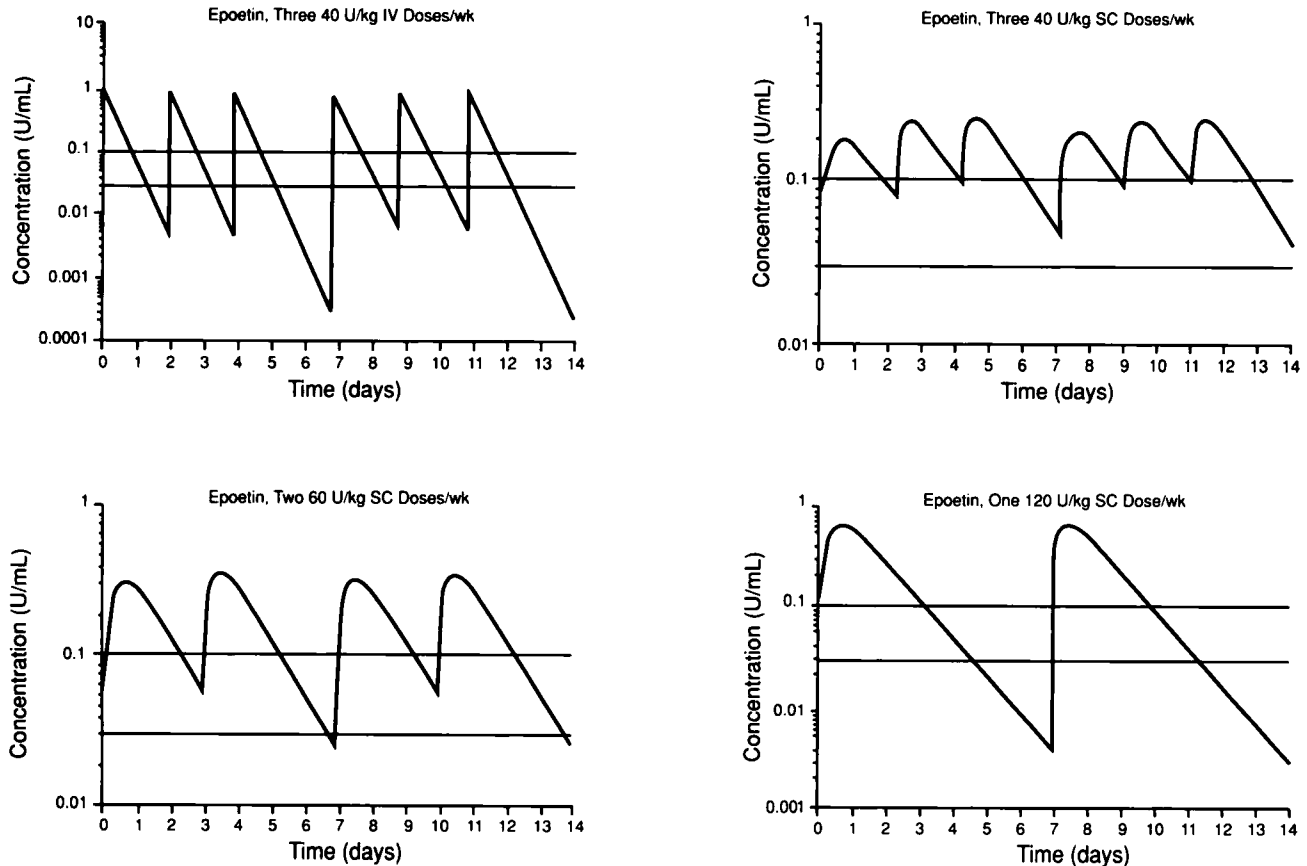 Epoetin, Three 40 U/kg IV Doses/wk
Concentration (U/mL)
10
1
0.1
0.01
0.001
0.0001
0 1 2 3 4 5 6 7 8 9 10 11 12 13 14
Time (days)
Epoetin, Three 40 U/kg SC Doses/wk
Concentration (U/mL)
1
0.1
0.01
0 1 2 3 4 5 6 7 8 9 10 11 12 13 14
Time (days)
Epoetin, Two 60 U/kg SC Doses/wk
Concentration (U/mL)
1
0.1
0.01
0 1 2 3 4 5 6 7 8 9 10 11 12 13 14
Time (days)
Epoetin, One 120 U/kg SC Dose/wk
Concentration (U/mL)
1
0.1
0.01
0.001
0 1 2 3 4 5 6 7 8 9 10 11 12 13 14
Time (days)